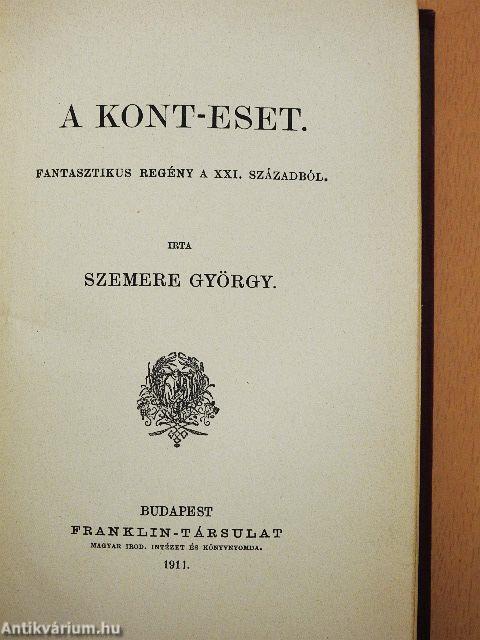 A KONT-ESET.
FANTASZTIKUS REGÉNY A XXI. SZÁZADBÓL.
IRTA
SZEMERE GYÖRGY.
BUDAPEST
FRANKLIN-TÁRSULAT
MAGYAR IROD. INTÉZET ÉS KÖNYVNYOMDA.
1911.
Antikvárium.hu